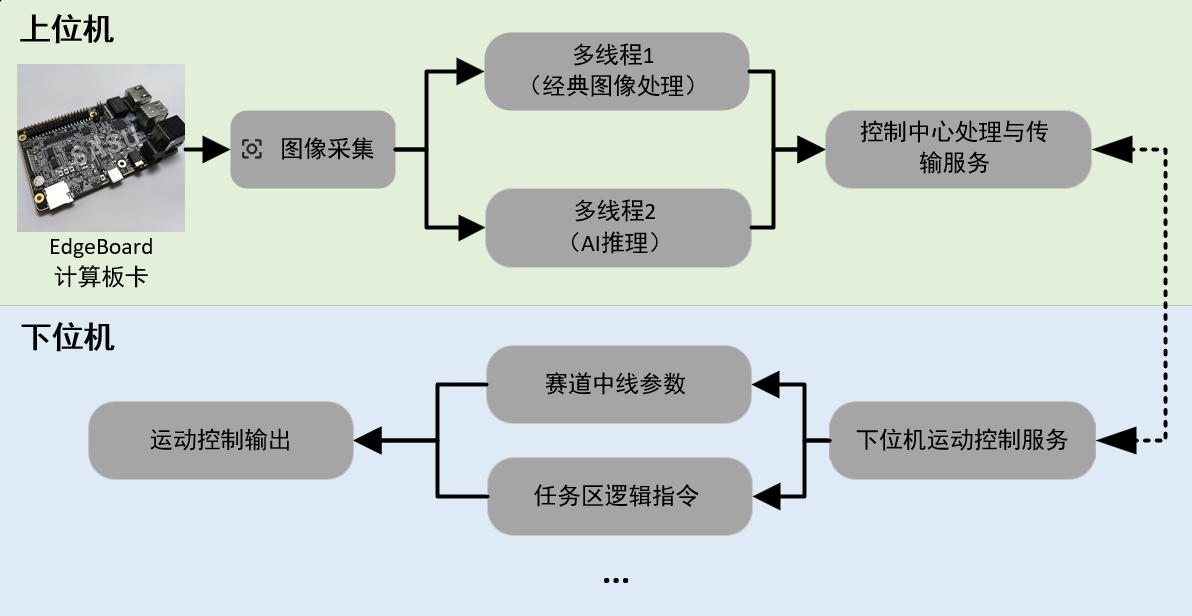 上位机
EdgeBoard
计算板卡
图像采集
多线程1
（经典图像处理）
多线程2
（AI推理）
控制中心处理与传
输服务
下位机
赛道中线参数
运动控制输出
下位机运动控制服务
任务区逻辑指令
...